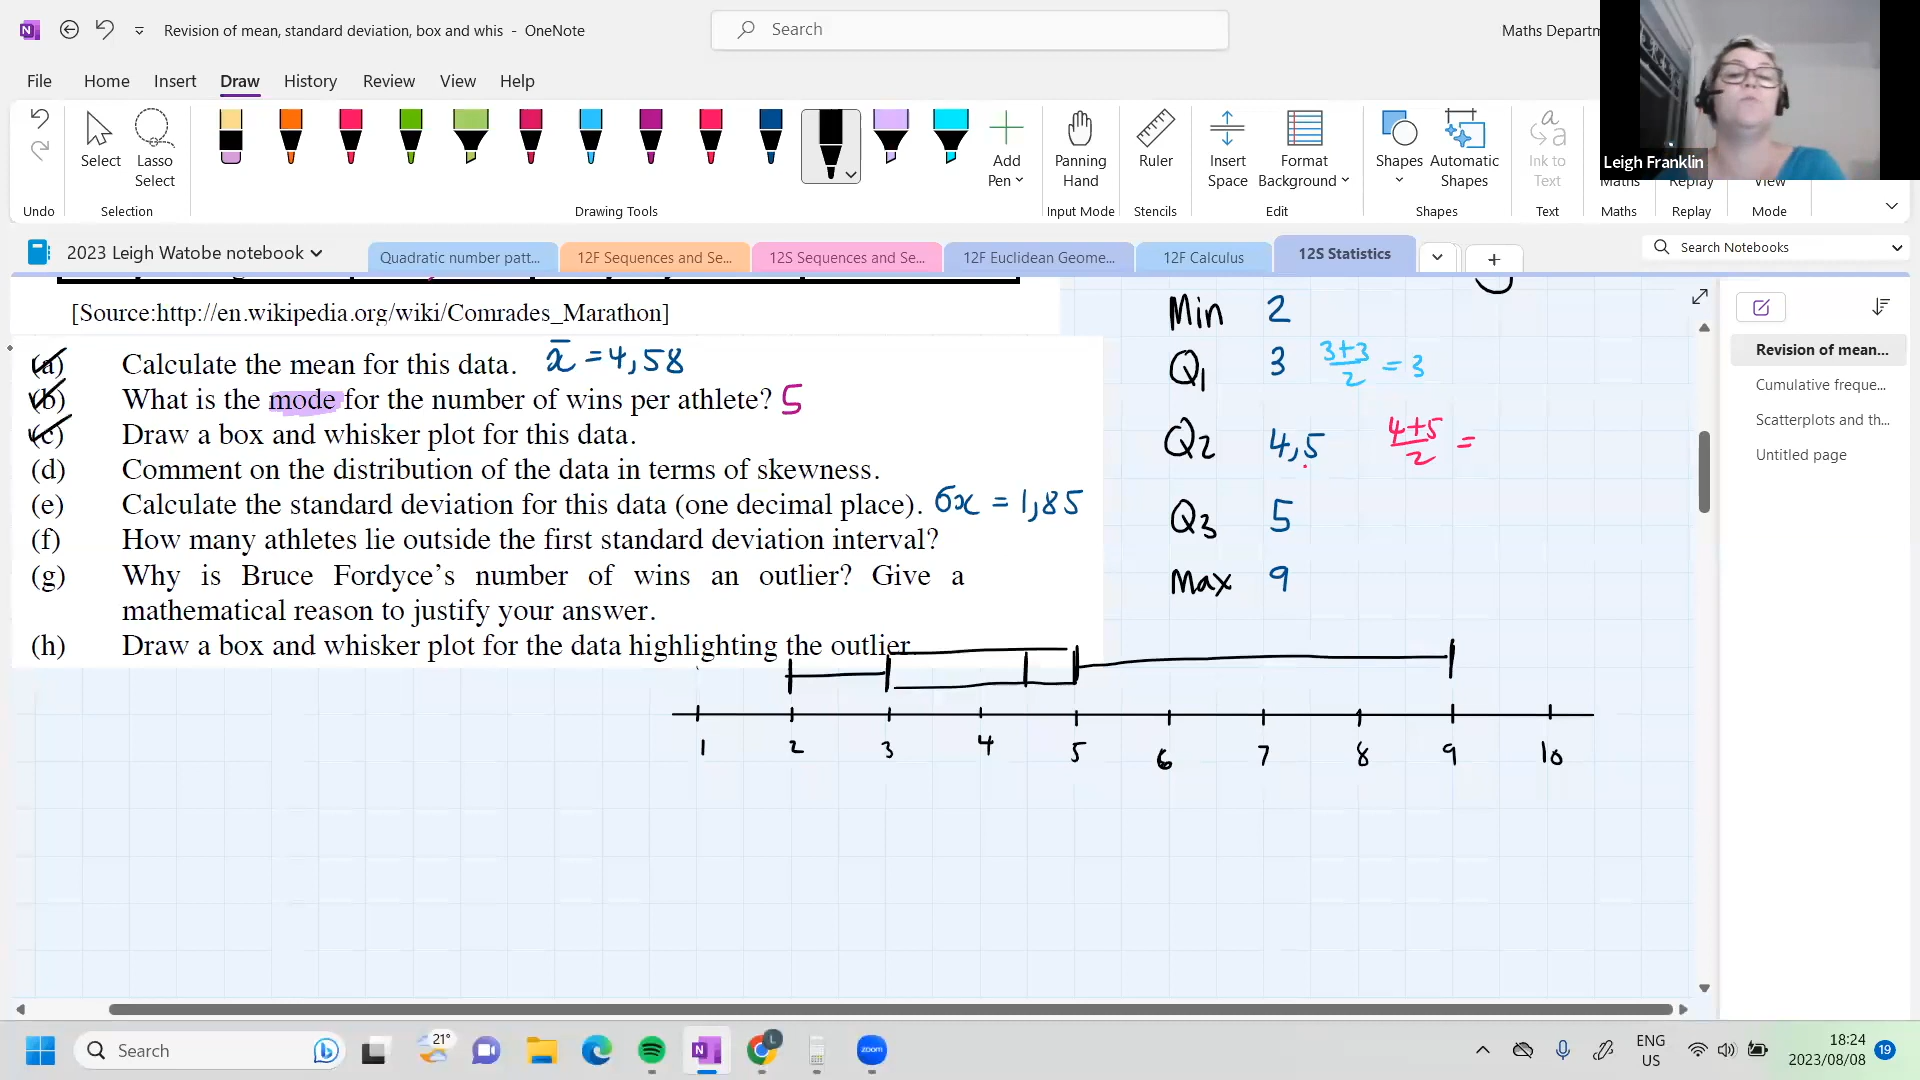 Revision of mean, standard deviation, box and whis - OneNote
Search
Maths Departm
File Home Insert Draw History Review View Help
Select
Lasso Select
Add Pen
Panning Hand
Ruler
Insert Space
Format Background
Shapes
Automatic Shapes
Ink to Text
Maths
Replay
View
Undo
Selection
Drawing Tools
Input Mode
Stencils
Edit
Shapes
Text
Maths
Replay
Mode
Leigh Franklin
2023 Leigh Watobe notebook
Quadratic number patt...
12F Sequences and Se...
12S Sequences and Se...
12F Euclidean Geome...
12F Calculus
12S Statistics
Search Notebooks
[Source:http://en.wikipedia.org/wiki/Comrades_Marathon]
(a) Calculate the mean for this data. x̄ = 4,58
(b) What is the mode for the number of wins per athlete? 5
(c) Draw a box and whisker plot for this data.
(d) Comment on the distribution of the data in terms of skewness.
(e) Calculate the standard deviation for this data (one decimal place). σx = 1,85
(f) How many athletes lie outside the first standard deviation interval?
(g) Why is Bruce Fordyce's number of wins an outlier? Give a
mathematical reason to justify your answer.
(h) Draw a box and whisker plot for the data highlighting the outlier.
Min 2
Q1 3 3+3/2 = 3
Q2 4,5 4+5/2 =
Q3 5
Max 9
1 2 3 4 5 6 7 8 9 10
Revision of mean...
Cumulative freque...
Scatterplots and th...
Untitled page
21°
Search
zoom
ENG
US
18:24
2023/08/08
19